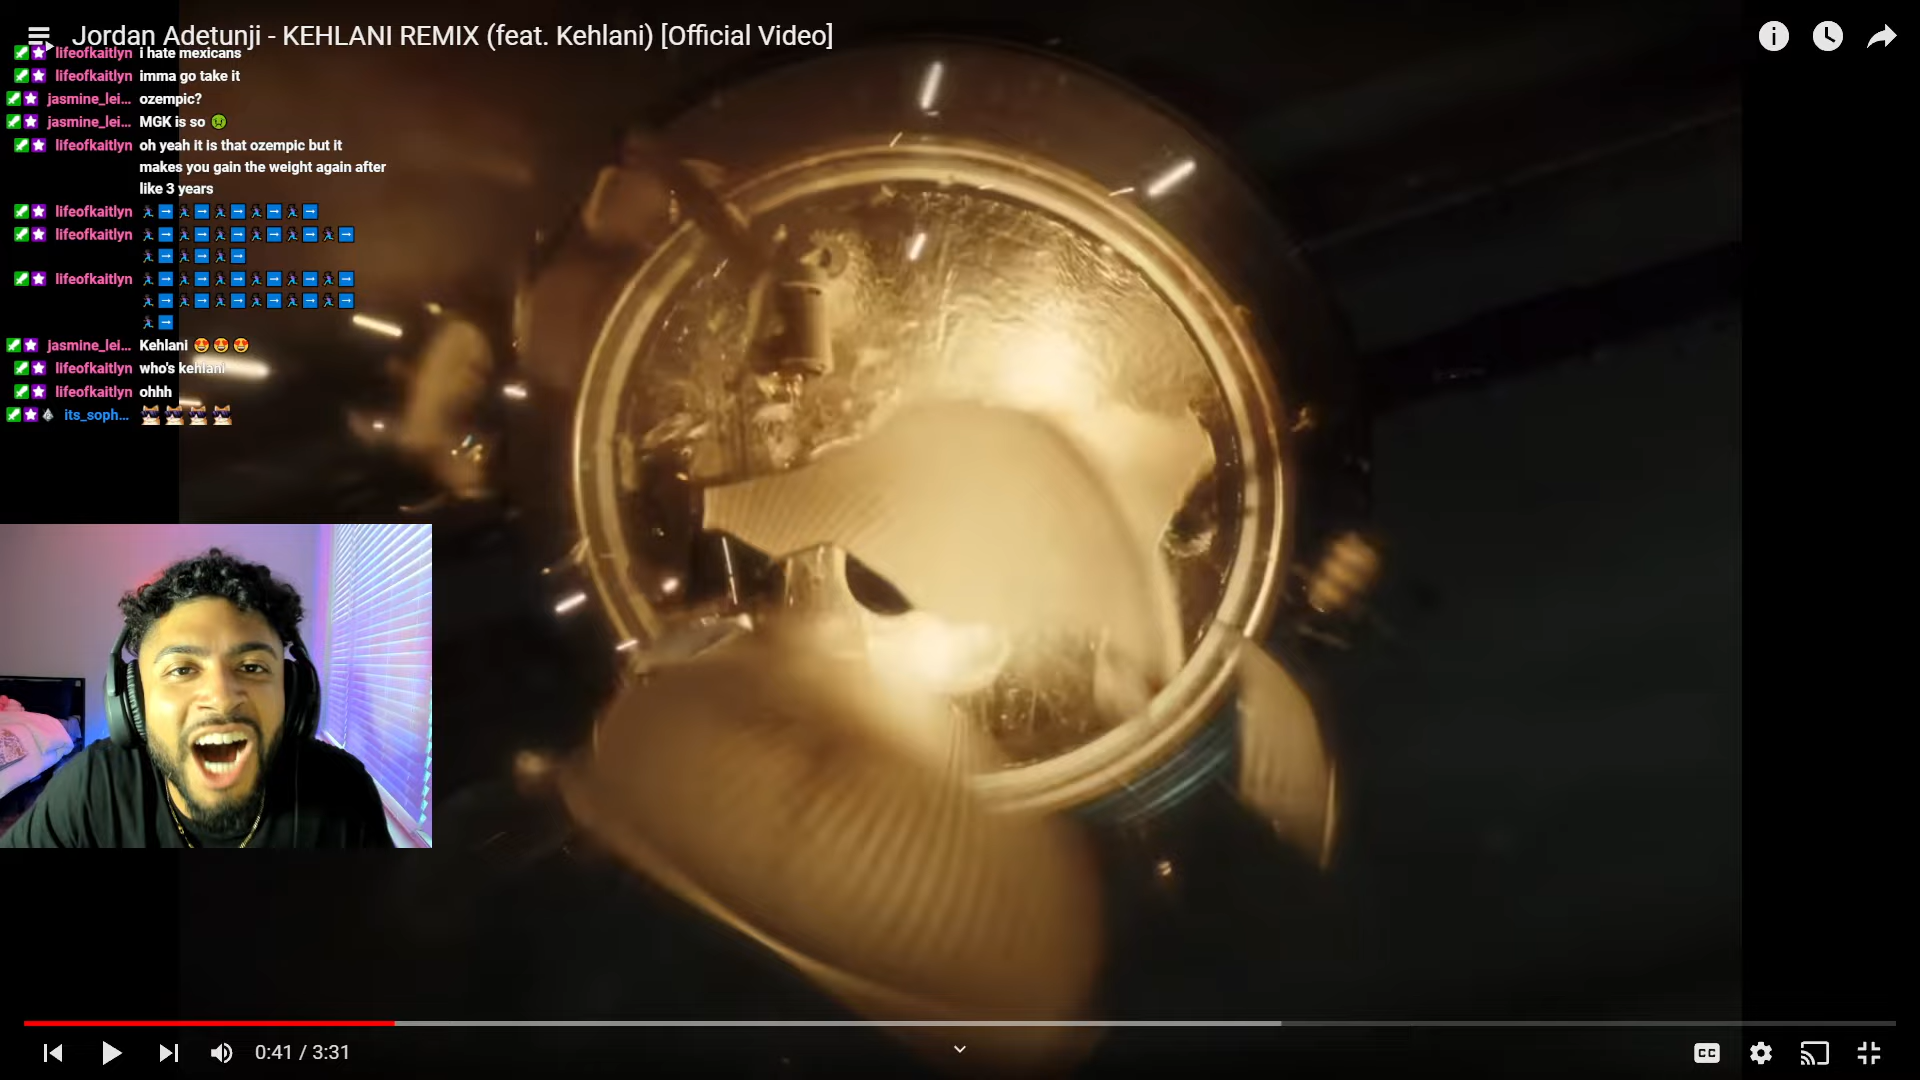 Jordan Adetunji - KEHLANI REMIX (feat. Kehlani) [Official Video]
lifeofkaitlyn i hate mexicans
lifeofkaitlyn imma go take it
jasmine_lei... ozempic?
jasmine_lei... MGK is so 🤢
lifeofkaitlyn oh yeah it is that ozempic but it
makes you gain the weight again after
like 3 years
lifeofkaitlyn
lifeofkaitlyn
lifeofkaitlyn
jasmine_lei... Kehlani 😍😍😍
lifeofkaitlyn who's kehlani
lifeofkaitlyn ohhh
its_soph...
0:41 / 3:31
CC